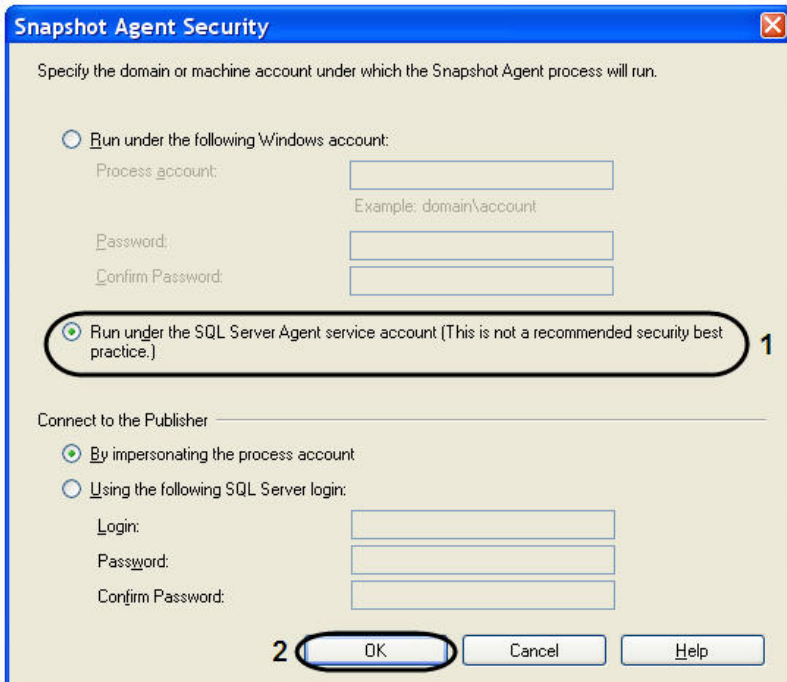 Snapshot Agent Security
Specify the domain or machine account under which the Snapshot Agent process will run.
Run under the following Windows account:
Process account:
Example: domain\account
Password:
Confirm Password:
Run under the SQL Server Agent service account (This is not a recommended security best
practice.)
1
Connect to the Publisher
By impersonating the process account
Using the following SQL Server login:
Login:
Password:
Confirm Password:
2
OK
Cancel
Help